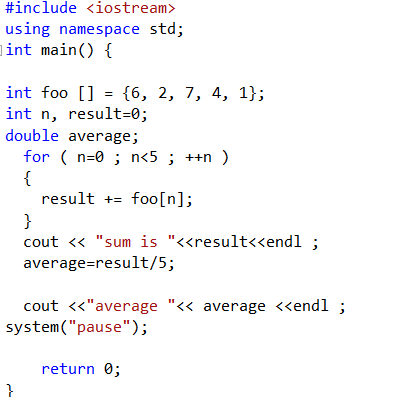 #include <iostream>
using namespace std;
int main() {
int foo [] = {6, 2, 7, 4, 1};
int n, result=0;
double average;
for ( n=0 ; n<5 ; ++n )
{
result += foo[n];
}
cout << "sum is "<<result<<endl ;
average=result/5;
cout <<"average "<< average <<endl ;
system("pause");
return 0;
}